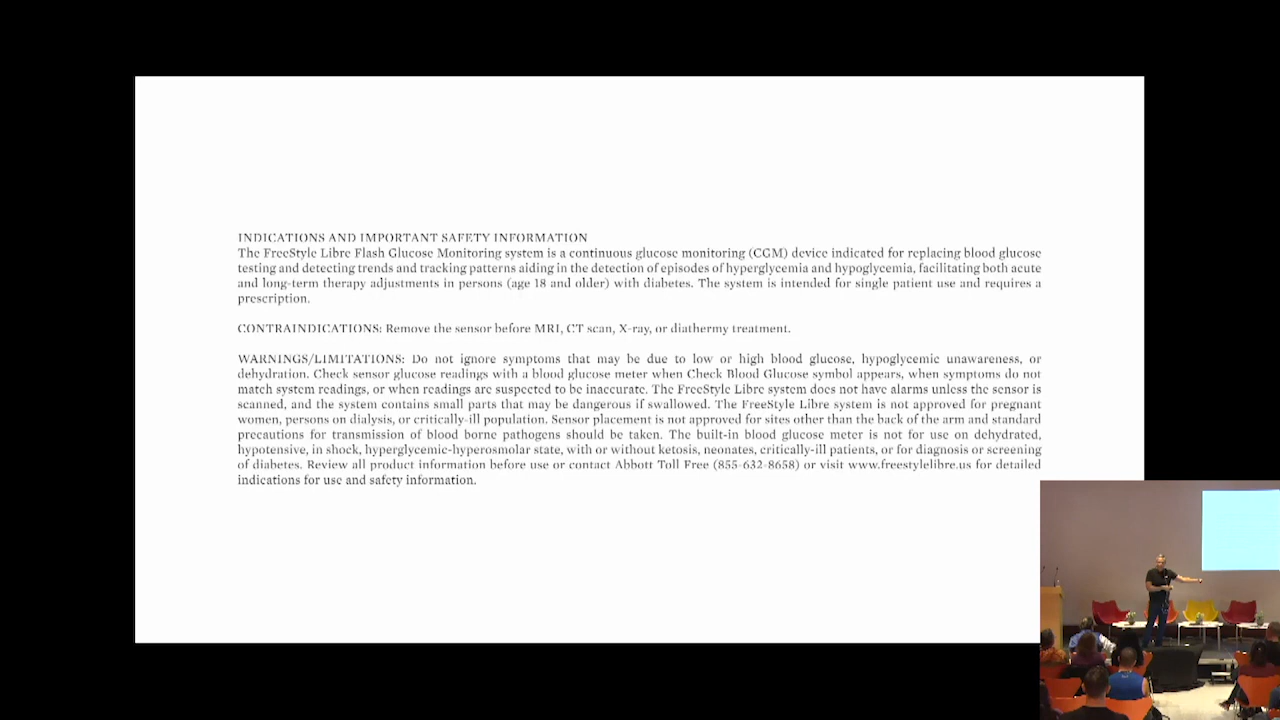 INDICATIONS AND IMPORTANT SAFETY INFORMATION
The FreeStyle Libre Flash Glucose Monitoring system is a continuous glucose monitoring (CGM) device indicated for replacing blood glucose
testing and detecting trends and tracking patterns aiding in the detection of episodes of hyperglycemia and hypoglycemia, facilitating both acute
and long-term therapy adjustments in persons (age 18 and older) with diabetes. The system is intended for single patient use and requires a
prescription.
CONTRAINDICATIONS: Remove the sensor before MRI, CT scan, X-ray, or diathermy treatment.
WARNINGS/LIMITATIONS: Do not ignore symptoms that may be due to low or high blood glucose, hypoglycemic unawareness, or
dehydration. Check sensor glucose readings with a blood glucose meter when Check Blood Glucose symbol appears, when symptoms do not
match system readings, or when readings are suspected to be inaccurate. The FreeStyle Libre system does not have alarms unless the sensor is
scanned, and the system contains small parts that may be dangerous if swallowed. The FreeStyle Libre system is not approved for pregnant
women, persons on dialysis, or critically-ill population. Sensor placement is not approved for sites other than the back of the arm and standard
precautions for transmission of blood borne pathogens should be taken. The built-in blood glucose meter is not for use on dehydrated,
hypotensive, in shock, hyperglycemic-hyperosmolar state, with or without ketosis, neonates, critically-ill patients, or for diagnosis or screening
of diabetes. Review all product information before use or contact Abbott Toll Free (855-632-8658) or visit www.freestylelibre.us for detailed
indications for use and safety information.